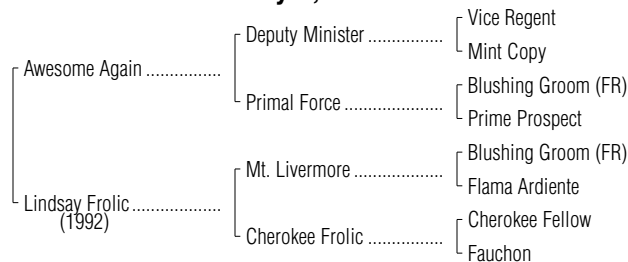 Vice Regent
Deputy Minister ................
Mint Copy
Awesome Again ................
Blushing Groom (FR)
Primal Force .....................
Prime Prospect
Blushing Groom (FR)
Mt. Livermore ...................
Flama Ardiente
Lindsay Frolic ...................
(1992)
Cherokee Fellow
Cherokee Frolic ................
Fauchon